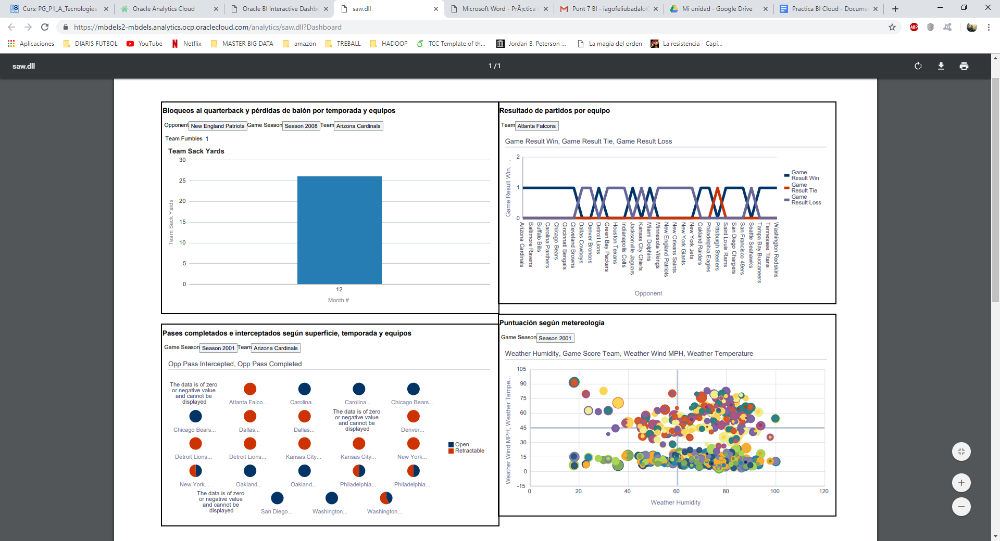 Curs: PG_P1_A_Tecnologies
Oracle Analytics Cloud
Oracle BI Interactive Dashbo
saw.dll
Microsoft Word - PrÃ¡ctica
Punt 7 BI - iagofeliubadalo
Mi unidad - Google Drive
Practica BI Cloud - Docume
https://mbdels2-mbdels.analytics.ocp.oraclecloud.com/analytics/saw.dll?Dashboard
ABP
Aplicaciones
DIARIS FUTBOL
YouTube
Netflix
MASTER BIG DATA
amazon
TREBALL
HADOOP
TCC Template of th...
Jordan B. Peterson ...
La magia del orden
La resistencia - Capí...
saw.dll
1 / 1
Bloqueos al quarterback y pérdidas de balón por temporada y equipos
Opponent New England Patriots Game Season Season 2008 Team Arizona Cardinals
Team Fumbles 1
Team Sack Yards
30
25
20
15
10
5
0
Team Sack Yards
12
Month #
Resultado de partidos por equipo
Team Atlanta Falcons
Game Result Win, Game Result Tie, Game Result Loss
2
1
0
Game Result Win, ...
Game
Result Win
Game
Result Tie
Game
Result Loss
Arizona Cardinals
Baltimore Ravens
Buffalo Bills
Carolina Panthers
Chicago Bears
Cincinnati Bengals
Cleveland Browns
Dallas Cowboys
Denver Broncos
Detroit Lions
Green Bay Packers
Houston Texans
Indianapolis Colts
Jacksonville Jaguars
Kansas City Chiefs
Miami Dolphins
Minnesota Vikings
New England Patriots
New Orleans Saints
New York Giants
New York Jets
Oakland Raiders
Philadelphia Eagles
Pittsburgh Steelers
Saint Louis Rams
San Diego Chargers
San Francisco 49ers
Seattle Seahawks
Tampa Bay Buccaneers
Tennessee Titans
Washington Redskins
Opponent
Pases completados e interceptados según superficie, temporada y equipos
Game Season Season 2001 Team Arizona Cardinals
Opp Pass Intercepted, Opp Pass Completed
The data is of zero
or negative value
and cannot be
displayed
Atlanta Falco...
Carolina...
Carolina...
Chicago Bears...
Chicago Bears...
Dallas...
Dallas...
The data is of zero
or negative value
and cannot be
displayed
Denver...
Detroit Lions...
Detroit Lions...
Kansas City...
Kansas City...
New York...
New York...
Oakland...
Oakland...
Philadelphia...
Philadelphia...
The data is of zero
or negative value
and cannot be
displayed
San Diego...
Washington...
Washington...
Open
Retractable
Puntuación según metereología
Game Season Season 2001
Weather Humidity, Game Score Team, Weather Wind MPH, Weather Temperature
105
90
75
60
45
30
15
0
-15
Weather Wind MPH, Weather Tempe...
0
20
40
60
80
100
120
Weather Humidity